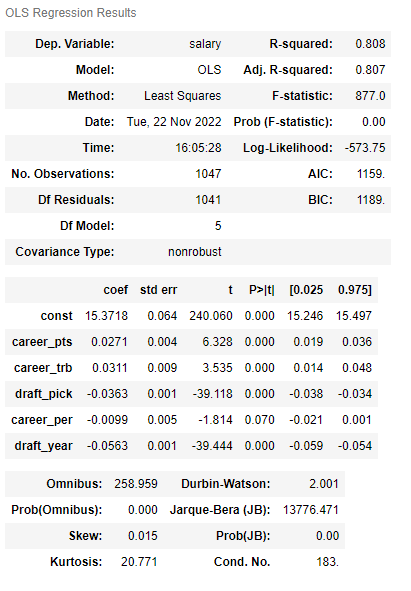 OLS Regression Results
Dep. Variable: salary R-squared: 0.808
Model: OLS Adj. R-squared: 0.807
Method: Least Squares F-statistic: 877.0
Date: Tue, 22 Nov 2022 Prob (F-statistic): 0.00
Time: 16:05:28 Log-Likelihood: -573.75
No. Observations: 1047 AIC: 1159.
Df Residuals: 1041 BIC: 1189.
Df Model: 5
Covariance Type: nonrobust
coef std err t P>|t| [0.025 0.975]
const 15.3718 0.064 240.060 0.000 15.246 15.497
career_pts 0.0271 0.004 6.328 0.000 0.019 0.036
career_trb 0.0311 0.009 3.535 0.000 0.014 0.048
draft_pick -0.0363 0.001 -39.118 0.000 -0.038 -0.034
career_per -0.0099 0.005 -1.814 0.070 -0.021 0.001
draft_year -0.0563 0.001 -39.444 0.000 -0.059 -0.054
Omnibus: 258.959 Durbin-Watson: 2.001
Prob(Omnibus): 0.000 Jarque-Bera (JB): 13776.471
Skew: 0.015 Prob(JB): 0.00
Kurtosis: 20.771 Cond. No. 183.